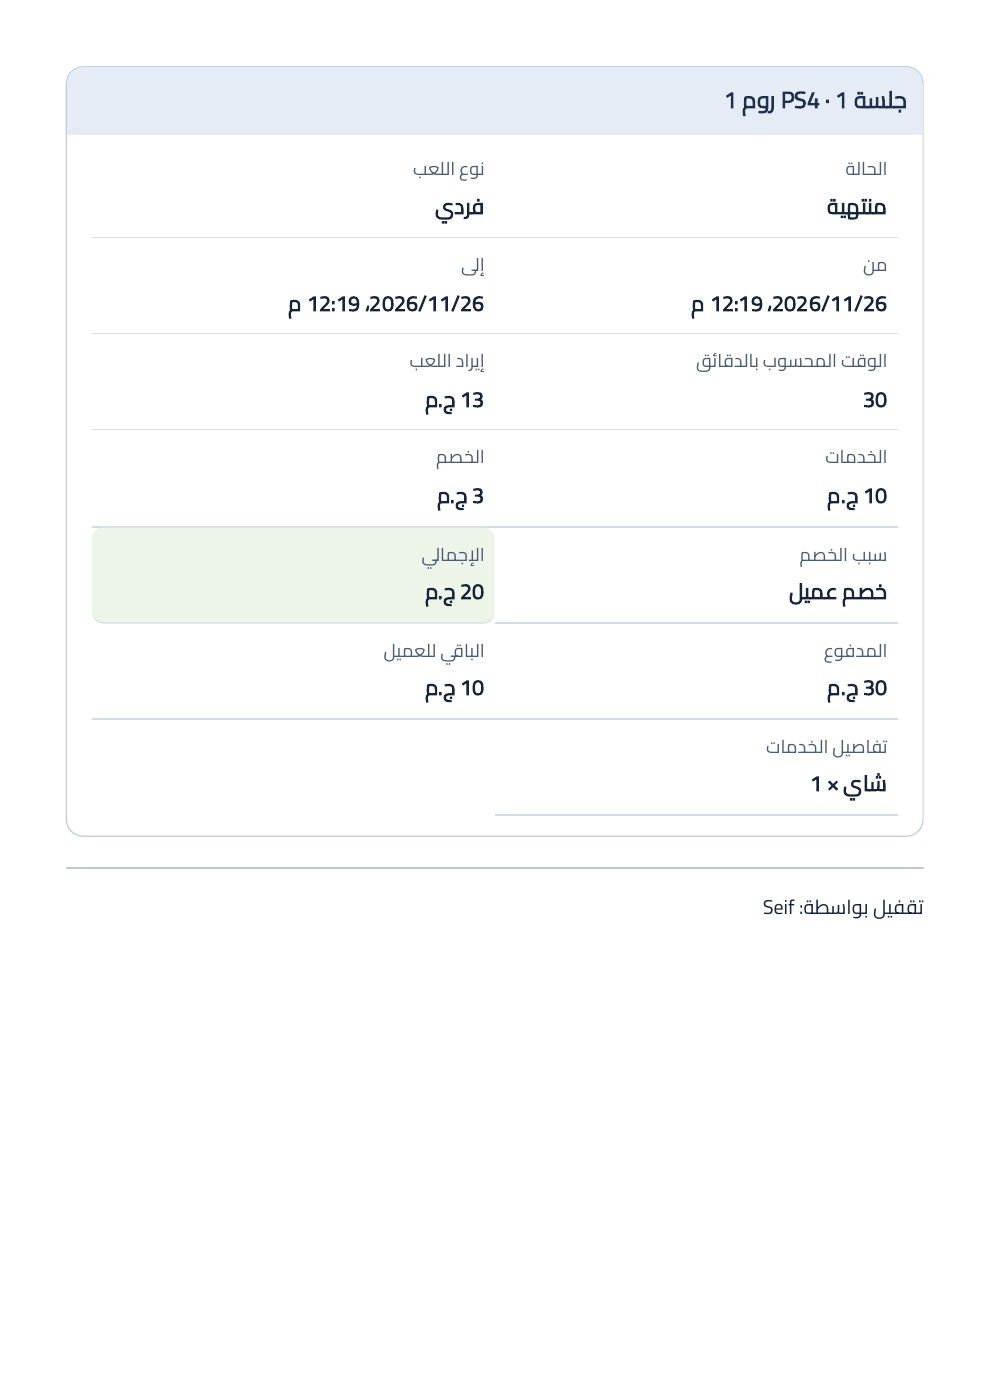 جلسة 1 · PS4 روم 1
الحالة
نوع اللعب
منتهية
فردي
من
إلى
2026/11/26، 12:19 م
2026/11/26، 12:19 م
الوقت المحسوب بالدقائق
إيراد اللعب
30
13 ج.م
الخدمات
الخصم
10 ج.م
3 ج.م
سبب الخصم
الإجمالي
خصم عميل
20 ج.م
المدفوع
الباقي للعميل
30 ج.م
10 ج.م
تفاصيل الخدمات
شاي × 1
تقفيل بواسطة: Seif